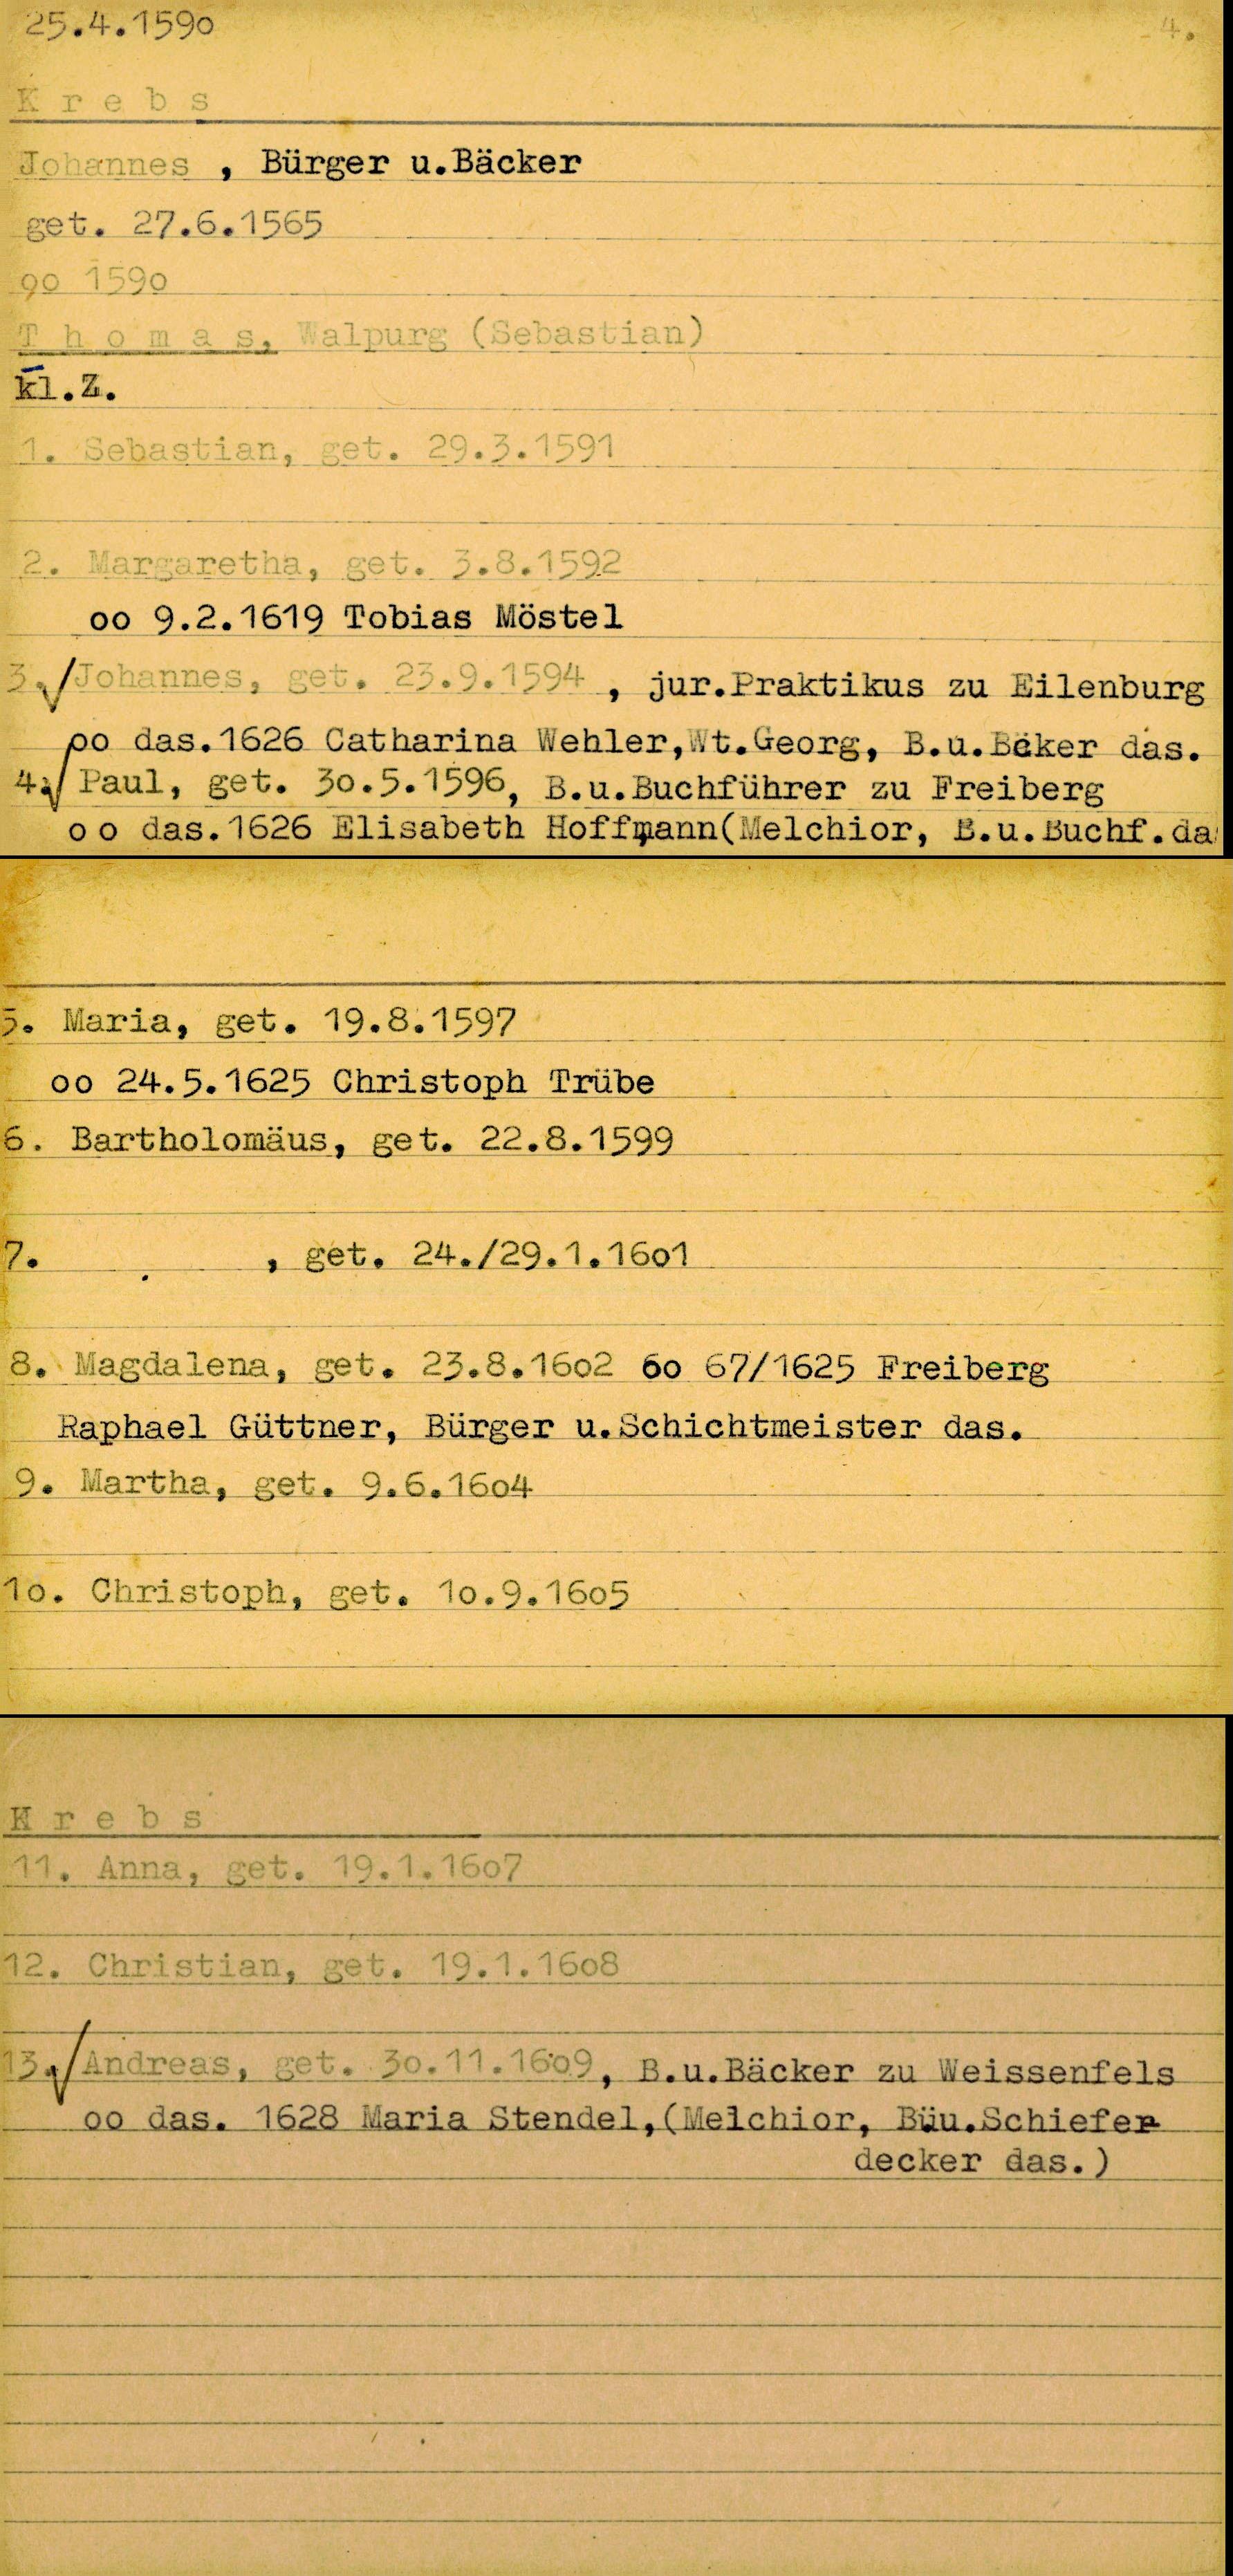 25.4.1590 4.
K r e b s
Johannes , Bürger u.Bäcker
get. 27.6.1565
oo 1590
T h o m a s, Walpurg (Sebastian)
kl.Z.
1. Sebastian, get. 29.3.1591
2. Margaretha, get. 3.8.1592
oo 9.2.1619 Tobias Möstel
3. Johannes, get. 23.9.1594 , jur.Praktikus zu Eilenburg
oo das.1626 Catharina Wehler,Wt.Georg, B.u.Bäker das.
4. Paul, get. 30.5.1596, B.u.Buchführer zu Freiberg
oo das.1626 Elisabeth Hoffmann(Melchior, B.u.Buchf.da
5. Maria, get. 19.8.1597
oo 24.5.1625 Christoph Trübe
6. Bartholomäus, get. 22.8.1599
7. , get. 24./29.1.1601
8. Magdalena, get. 23.8.1602 oo 67/1625 Freiberg
Raphael Güttner, Bürger u.Schichtmeister das.
9. Martha, get. 9.6.1604
10. Christoph, get. 10.9.1605
K r e b s
11. Anna, get. 19.1.1607
12. Christian, get. 19.1.1608
13. Andreas, get. 30.11.1609, B.u.Bäcker zu Weissenfels
oo das. 1628 Maria Stendel,(Melchior, Büu.Schiefer
decker das.)